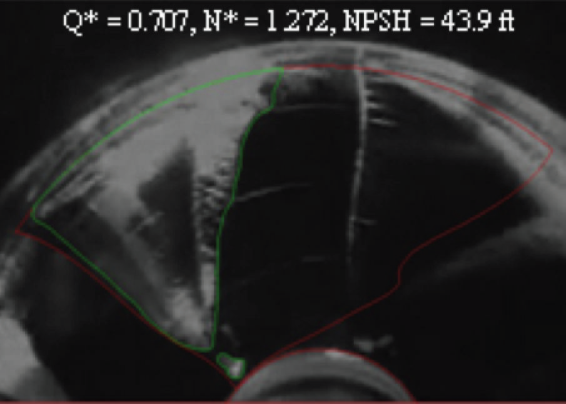 Q* = 0.707, N* = 1.272, NPSH = 43.9 ft